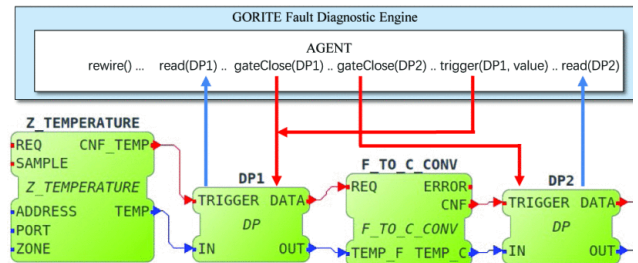 GORITE Fault Diagnostic Engine
AGENT
rewire() ... read(DP1) .. gateClose(DP1) .. gateClose(DP2) .. trigger(DP1, value) .. read(DP2)
Z_TEMPERATURE
REQ CNF_TEMP
SAMPLE
Z_TEMPERATURE
ADDRESS TEMP
PORT
ZONE
DP1
TRIGGER DATA
DP
IN OUT
F_TO_C_CONV
REQ ERROR
CNF
F_TO_C_CONV
TEMP_F TEMP_C
DP2
TRIGGER DATA
DP
IN OUT